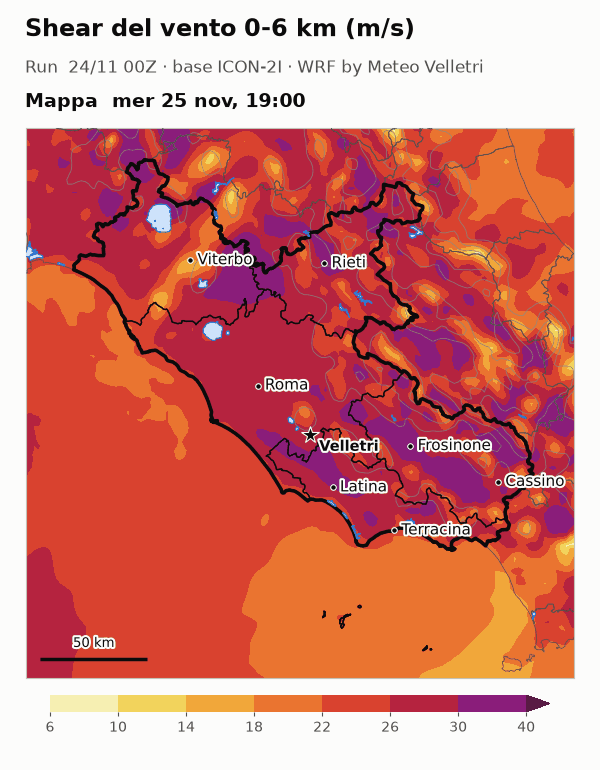 Shear del vento 0-6 km (m/s)
Run  24/11 00Z · base ICON-2I · WRF by Meteo Velletri
Mappa  mer 25 nov, 19:00
Viterbo
Rieti
Roma
Velletri
Frosinone
Latina
Cassino
Terracina
50 km
6 10 14 18 22 26 30 40